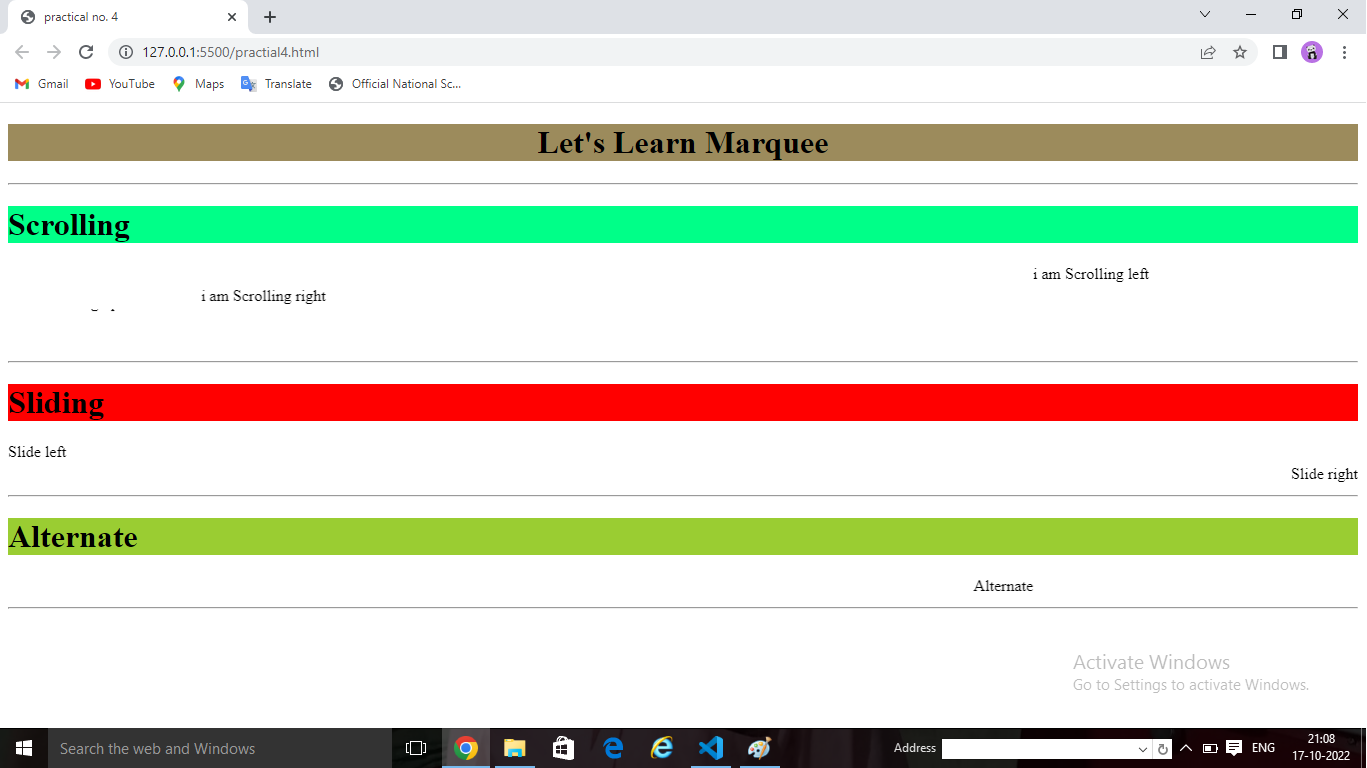 practical no. 4
127.0.0.1:5500/practial4.html
Gmail YouTube Maps Translate Official National Sc...
Let's Learn Marquee
Scrolling
i am Scrolling left
i am Scrolling right
Sliding
Slide left
Slide right
Alternate
Alternate
Activate Windows
Go to Settings to activate Windows.
Search the web and Windows
Address
ENG
21:08
17-10-2022